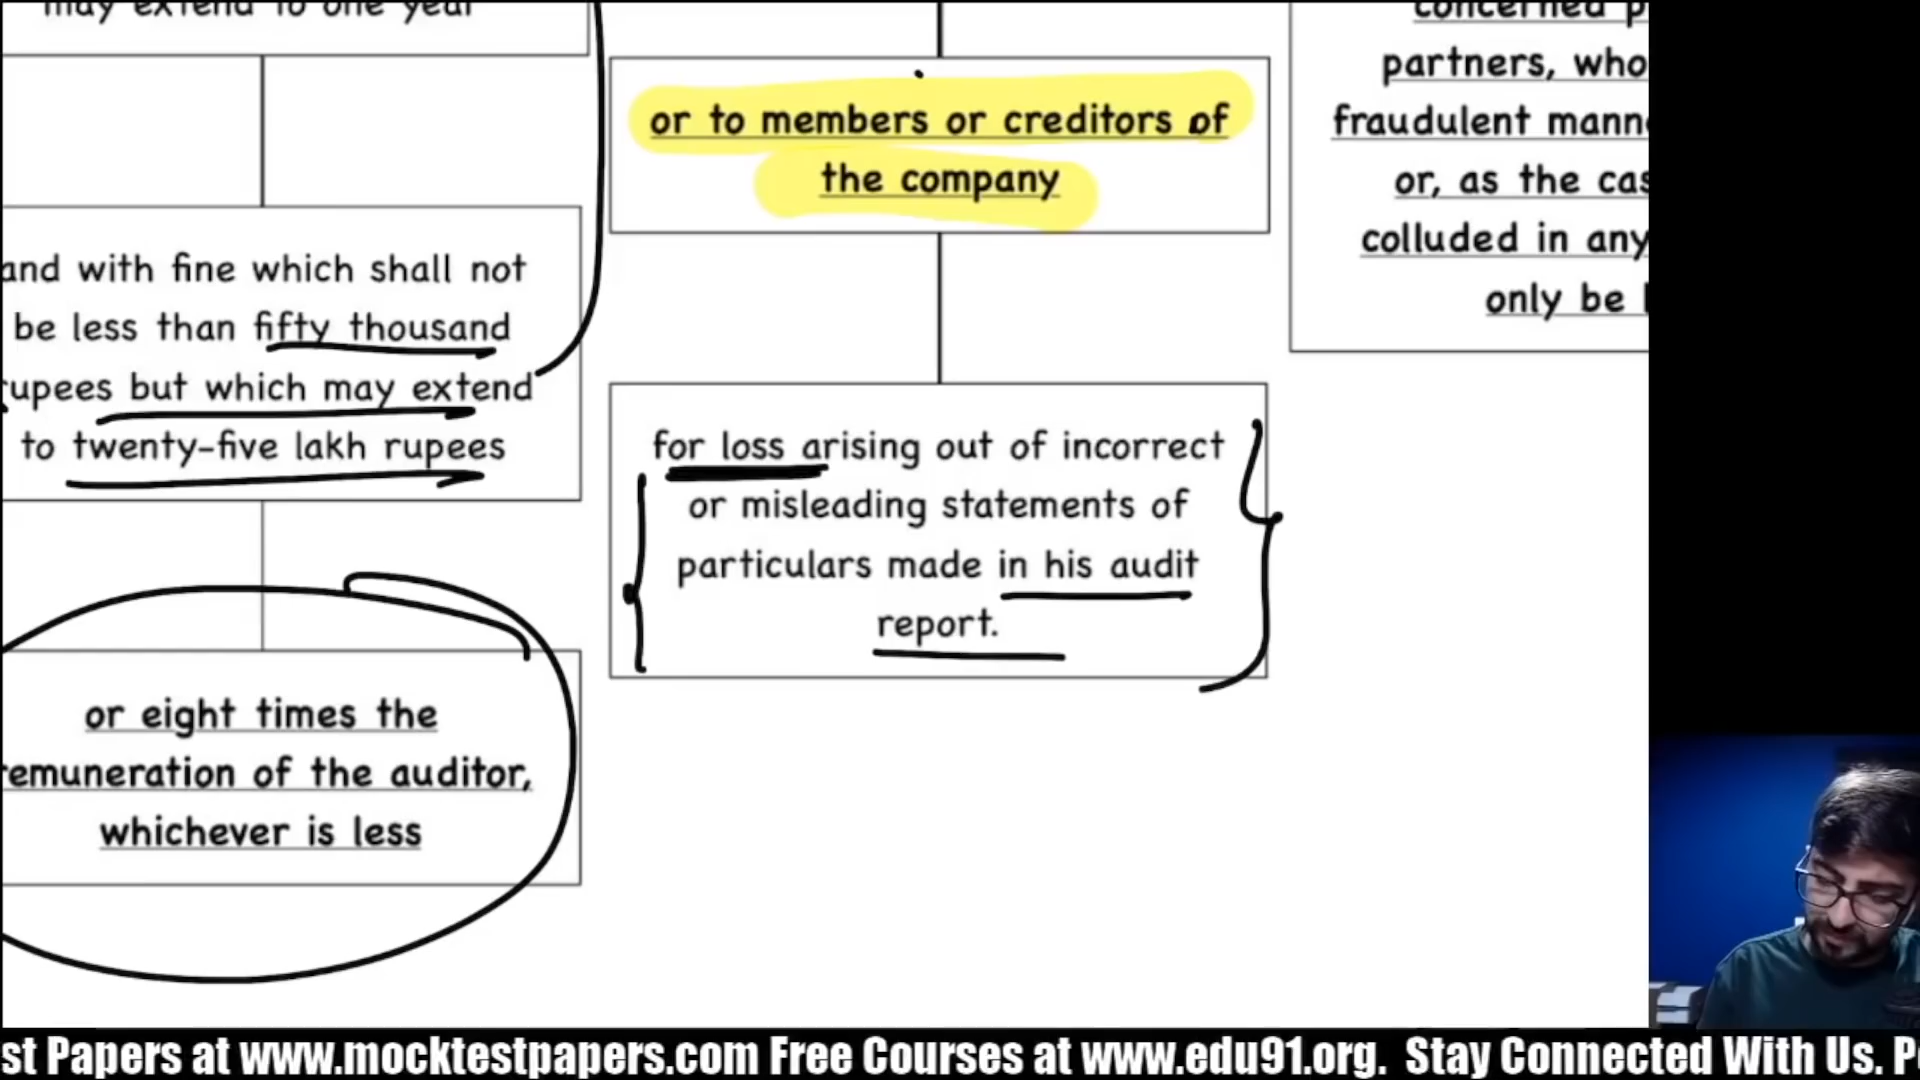 may extend to one year
and with fine which shall not
be less than fifty thousand
rupees but which may extend
to twenty-five lakh rupees
or eight times the
remuneration of the auditor,
whichever is less
or to members or creditors of
the company
for loss arising out of incorrect
or misleading statements of
particulars made in his audit
report.
concerned p
partners, who
fraudulent mann
or, as the cas
colluded in any
only be
st Papers at www.mocktestpapers.com Free Courses at www.edu91.org. Stay Connected With Us. P